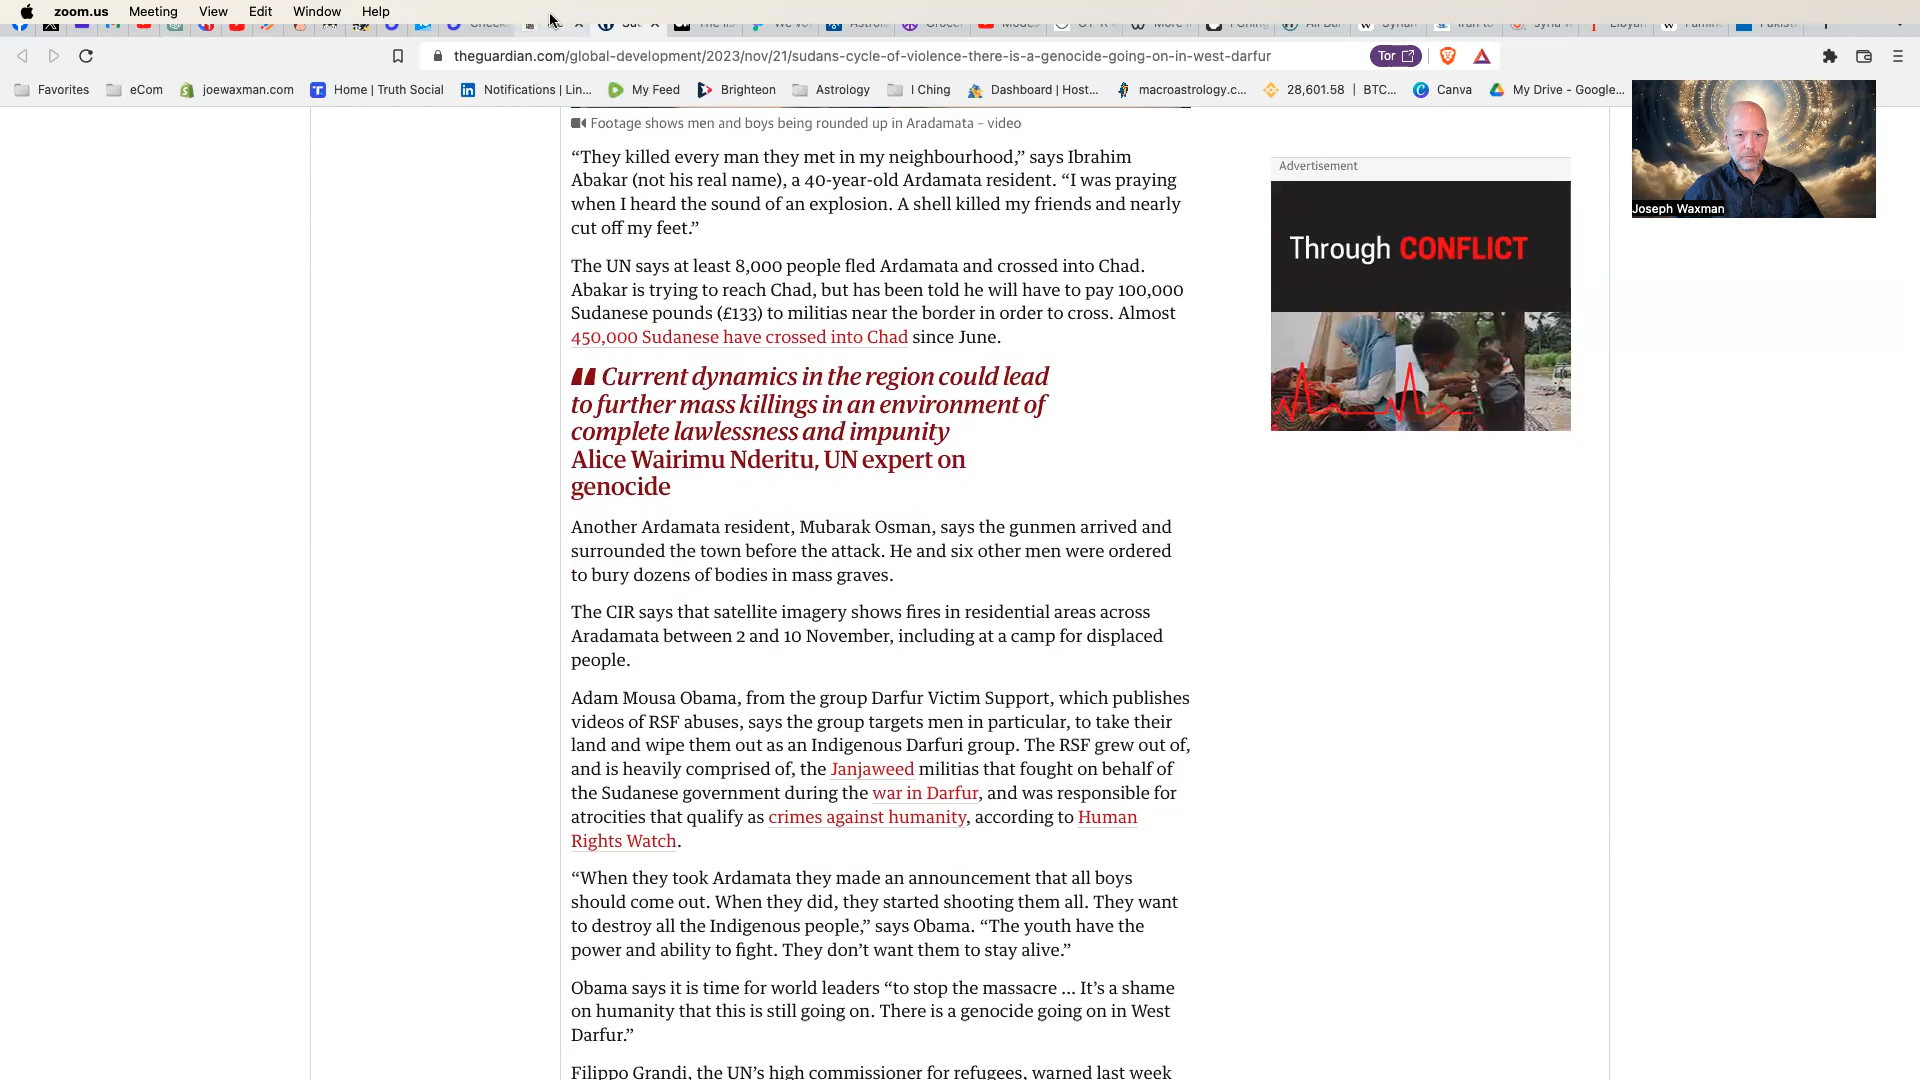 zoom.us Meeting View Edit Window Help
theguardian.com/global-development/2023/nov/21/sudans-cycle-of-violence-there-is-a-genocide-going-on-in-west-darfur
Tor
Favorites eCom joewaxman.com Home | Truth Social Notifications | Lin... My Feed Brighteon Astrology I Ching Dashboard | Host... macroastrology.c... 28,601.58 | BTC... Canva My Drive - Google...
Joseph Waxman
Footage shows men and boys being rounded up in Aradamata – video
“They killed every man they met in my neighbourhood,” says Ibrahim
Abakar (not his real name), a 40-year-old Ardamata resident. “I was praying
when I heard the sound of an explosion. A shell killed my friends and nearly
cut off my feet.”
The UN says at least 8,000 people fled Ardamata and crossed into Chad.
Abakar is trying to reach Chad, but has been told he will have to pay 100,000
Sudanese pounds (£133) to militias near the border in order to cross. Almost
450,000 Sudanese have crossed into Chad since June.
“ Current dynamics in the region could lead
to further mass killings in an environment of
complete lawlessness and impunity
Alice Wairimu Nderitu, UN expert on
genocide
Another Ardamata resident, Mubarak Osman, says the gunmen arrived and
surrounded the town before the attack. He and six other men were ordered
to bury dozens of bodies in mass graves.
The CIR says that satellite imagery shows fires in residential areas across
Aradamata between 2 and 10 November, including at a camp for displaced
people.
Adam Mousa Obama, from the group Darfur Victim Support, which publishes
videos of RSF abuses, says the group targets men in particular, to take their
land and wipe them out as an Indigenous Darfuri group. The RSF grew out of,
and is heavily comprised of, the Janjaweed militias that fought on behalf of
the Sudanese government during the war in Darfur, and was responsible for
atrocities that qualify as crimes against humanity, according to Human
Rights Watch.
“When they took Ardamata they made an announcement that all boys
should come out. When they did, they started shooting them all. They want
to destroy all the Indigenous people,” says Obama. “The youth have the
power and ability to fight. They don’t want them to stay alive.”
Obama says it is time for world leaders “to stop the massacre ... It’s a shame
on humanity that this is still going on. There is a genocide going on in West
Darfur.”
Filippo Grandi, the UN’s high commissioner for refugees, warned last week
Advertisement
Through CONFLICT